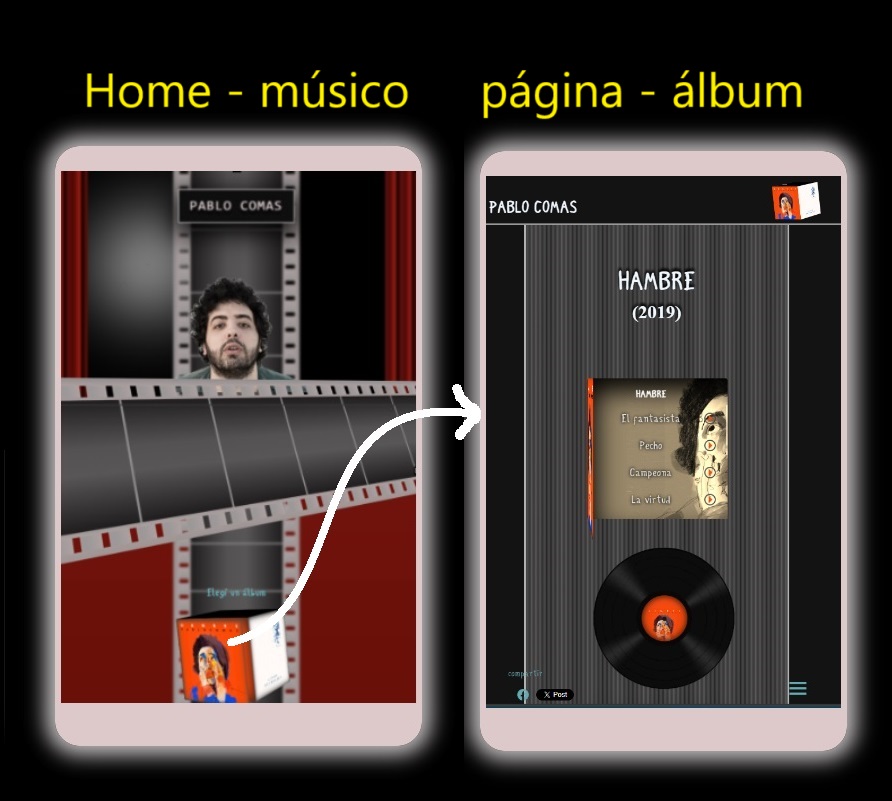 Home - músico
página - álbum
PABLO COMAS
Elegí un álbum
PABLO COMAS
HAMBRE
(2019)
HAMBRE
El fantasista
Pecho
Campeona
La virtud
compartir
X Post